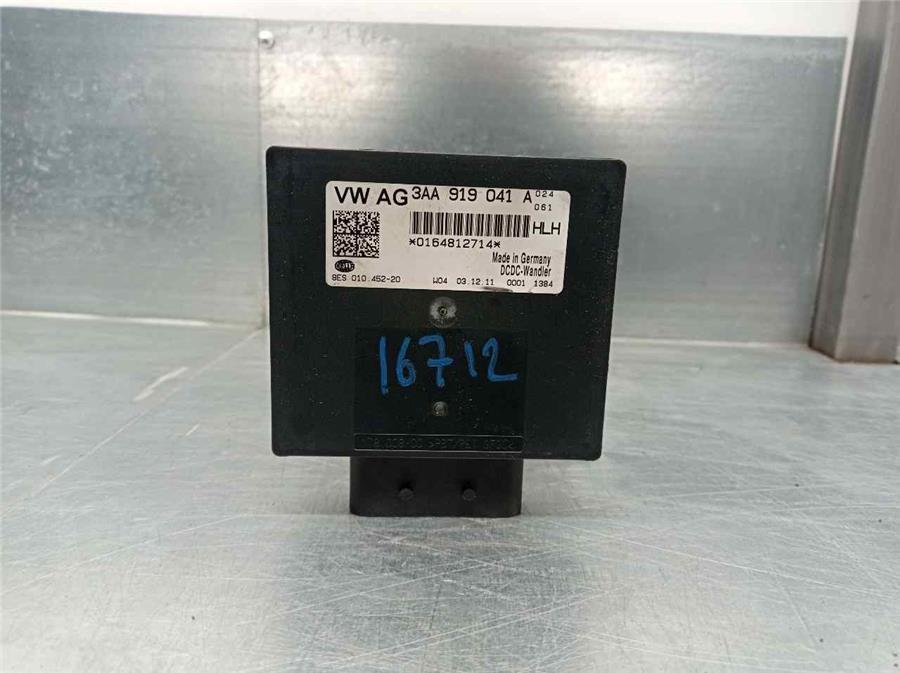 VW AG 3AA 919 041 A 024
061
HLH
*0164812714*
Made in Germany
DCDC-Wandler
8ES 010.452-20 W04 03.12.11 0001 1384
16712